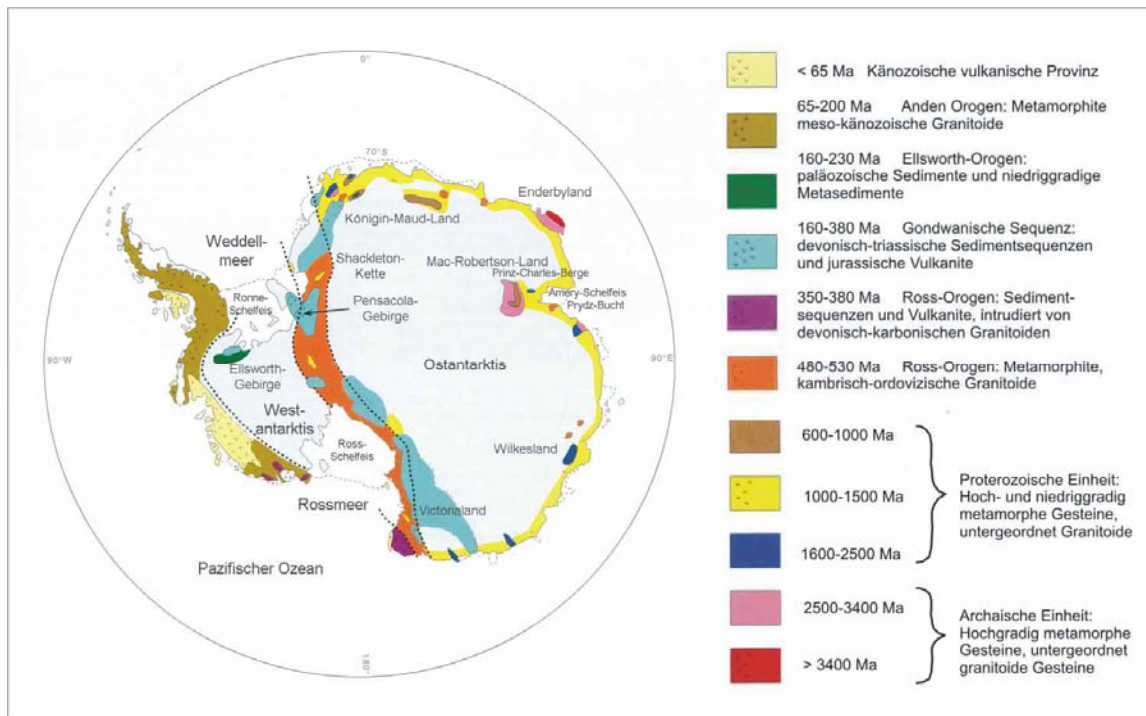 0°
70°S
Enderbyland
Königin-Maud-Land
Weddell-
meer
Shackleton-
Kette
Mac-Robertson-Land
Prinz-Charles-Berge
Amery-Schelfeis
Prydz-Bucht
Ronne-
Schelfeis
Pensacola-
Gebirge
90°W
90°E
Ellsworth-
Gebirge
Ostantarktis
West-
antarktis
Ross-
Schelfeis
Wilkesland
Rossmeer
Victorialand
Pazifischer Ozean
180°
< 65 Ma Känozoische vulkanische Provinz
65-200 Ma Anden Orogen: Metamorphite
meso-känozoische Granitoide
160-230 Ma Ellsworth-Orogen:
paläozoische Sedimente und niedriggradige
Metasedimente
160-380 Ma Gondwanische Sequenz:
devonisch-triassische Sedimentsequenzen
und jurassische Vulkanite
350-380 Ma Ross-Orogen: Sediment-
sequenzen und Vulkanite, intrudiert von
devonisch-karbonischen Granitoiden
480-530 Ma Ross-Orogen: Metamorphite,
kambrisch-ordovizische Granitoide
600-1000 Ma
1000-1500 Ma
1600-2500 Ma
Proterozoische Einheit:
Hoch- und niedriggradig
metamorphe Gesteine,
untergeordnet Granitoide
2500-3400 Ma
> 3400 Ma
Archaische Einheit:
Hochgradig metamorphe
Gesteine, untergeordnet
granitoide Gesteine